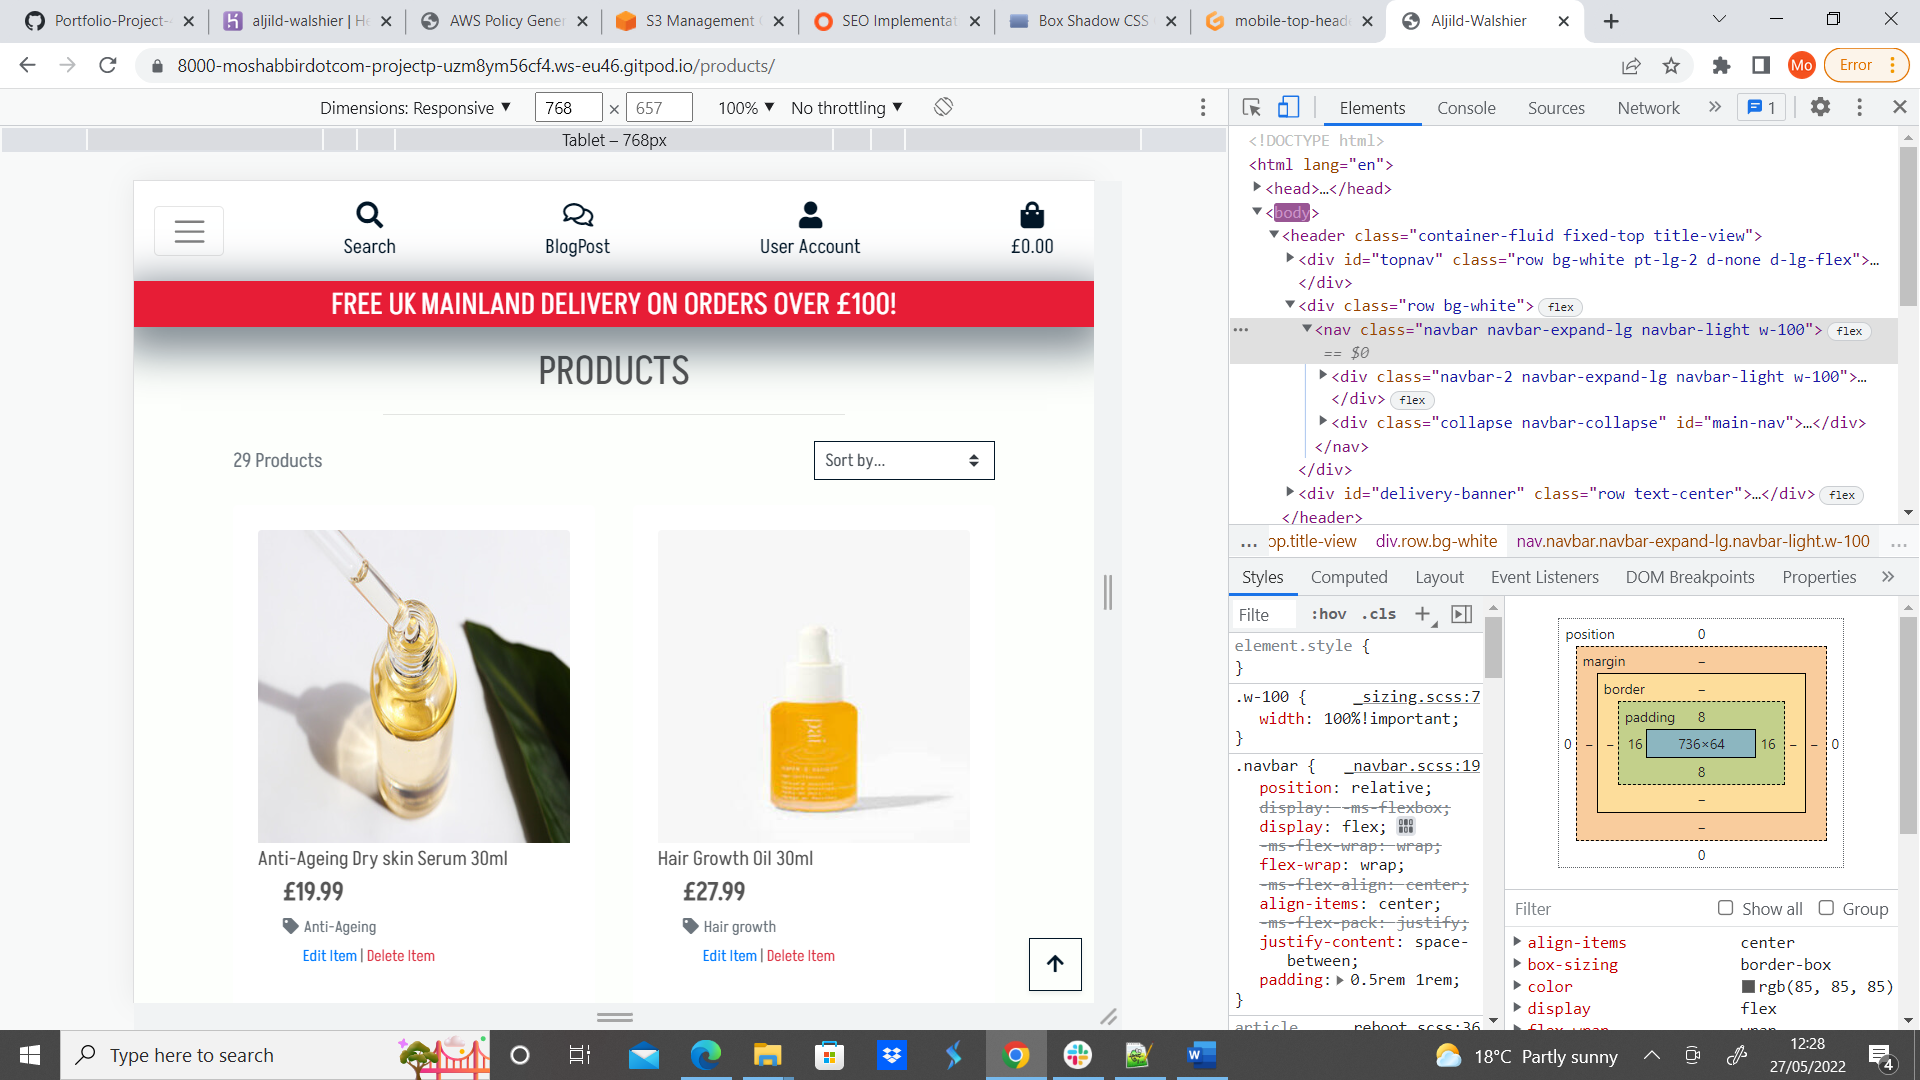 Portfolio-Project-
aljild-walshier | He
AWS Policy Gener
S3 Management C
SEO Implementat
Box Shadow CSS
mobile-top-heade
Aljild-Walshier
8000-moshabbirdotcom-projectp-uzm8ym56cf4.ws-eu46.gitpod.io/products/
Mo
Error
Dimensions: Responsive
768 × 657
100%
No throttling
Tablet – 768px
Search
BlogPost
User Account
£0.00
FREE UK MAINLAND DELIVERY ON ORDERS OVER £100!
PRODUCTS
29 Products
Sort by...
Anti-Ageing Dry skin Serum 30ml
£19.99
Anti-Ageing
Edit Item | Delete Item
Hair Growth Oil 30ml
£27.99
Hair growth
Edit Item | Delete Item
Elements
Console
Sources
Network
1
<!DOCTYPE html>
<html lang="en">
<head>…</head>
<body>
<header class="container-fluid fixed-top title-view">
<div id="topnav" class="row bg-white pt-lg-2 d-none d-lg-flex">…
</div>
<div class="row bg-white"> flex
<nav class="navbar navbar-expand-lg navbar-light w-100"> flex
== $0
<div class="navbar-2 navbar-expand-lg navbar-light w-100">…
</div> flex
<div class="collapse navbar-collapse" id="main-nav">…</div>
</nav>
</div>
<div id="delivery-banner" class="row text-center">…</div> flex
</header>
… op.title-view div.row.bg-white nav.navbar.navbar-expand-lg.navbar-light.w-100 …
Styles
Computed
Layout
Event Listeners
DOM Breakpoints
Properties
Filte
:hov .cls
element.style {
}
.w-100 { _sizing.scss:7
width: 100%!important;
}
.navbar { _navbar.scss:19
position: relative;
display: -ms-flexbox;
display: flex;
-ms-flex-wrap: wrap;
flex-wrap: wrap;
-ms-flex-align: center;
align-items: center;
-ms-flex-pack: justify;
justify-content: space-
between;
padding: 0.5rem 1rem;
}
article, reboot.scss:36
position 0
margin –
border –
padding 8
0 – – 16 736×64 16 – – 0
8
–
–
0
Filter
Show all
Group
align-items center
box-sizing border-box
color rgb(85, 85, 85)
display flex
flex-wrap wrap
Type here to search
18°C Partly sunny
12:28
27/05/2022
4